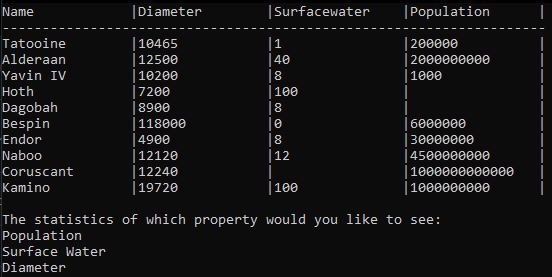 Name |Diameter |Surfacewater |Population |
--------------------------------------------------------------------
Tatooine |10465 |1 |200000 |
Alderaan |12500 |40 |2000000000 |
Yavin IV |10200 |8 |1000 |
Hoth |7200 |100 | |
Dagobah |8900 |8 | |
Bespin |118000 |0 |6000000 |
Endor |4900 |8 |30000000 |
Naboo |12120 |12 |4500000000 |
Coruscant |12240 | |1000000000000 |
Kamino |19720 |100 |1000000000 |
The statistics of which property would you like to see:
Population
Surface Water
Diameter